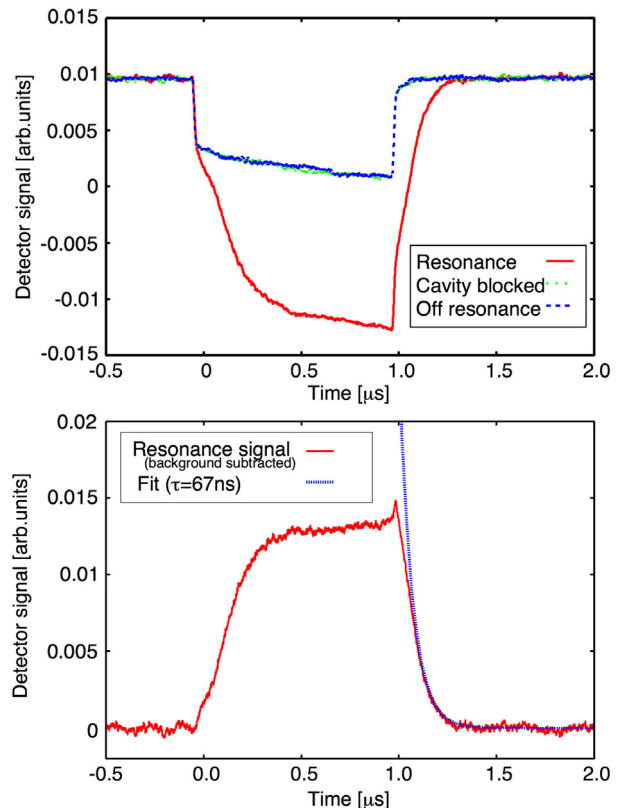 0.015
0.01
0.005
0
-0.005
-0.01
-0.015
Detector signal [arb.units]
Resonance
Cavity blocked
Off resonance
-0.5 0 0.5 1.0 1.5 2.0
Time [μs]
0.02
0.015
0.01
0.005
0
Detector signal [arb.units]
Resonance signal
(background subtracted)
Fit (τ=67ns)
-0.5 0.0 0.5 1.0 1.5 2.0
Time [μs]